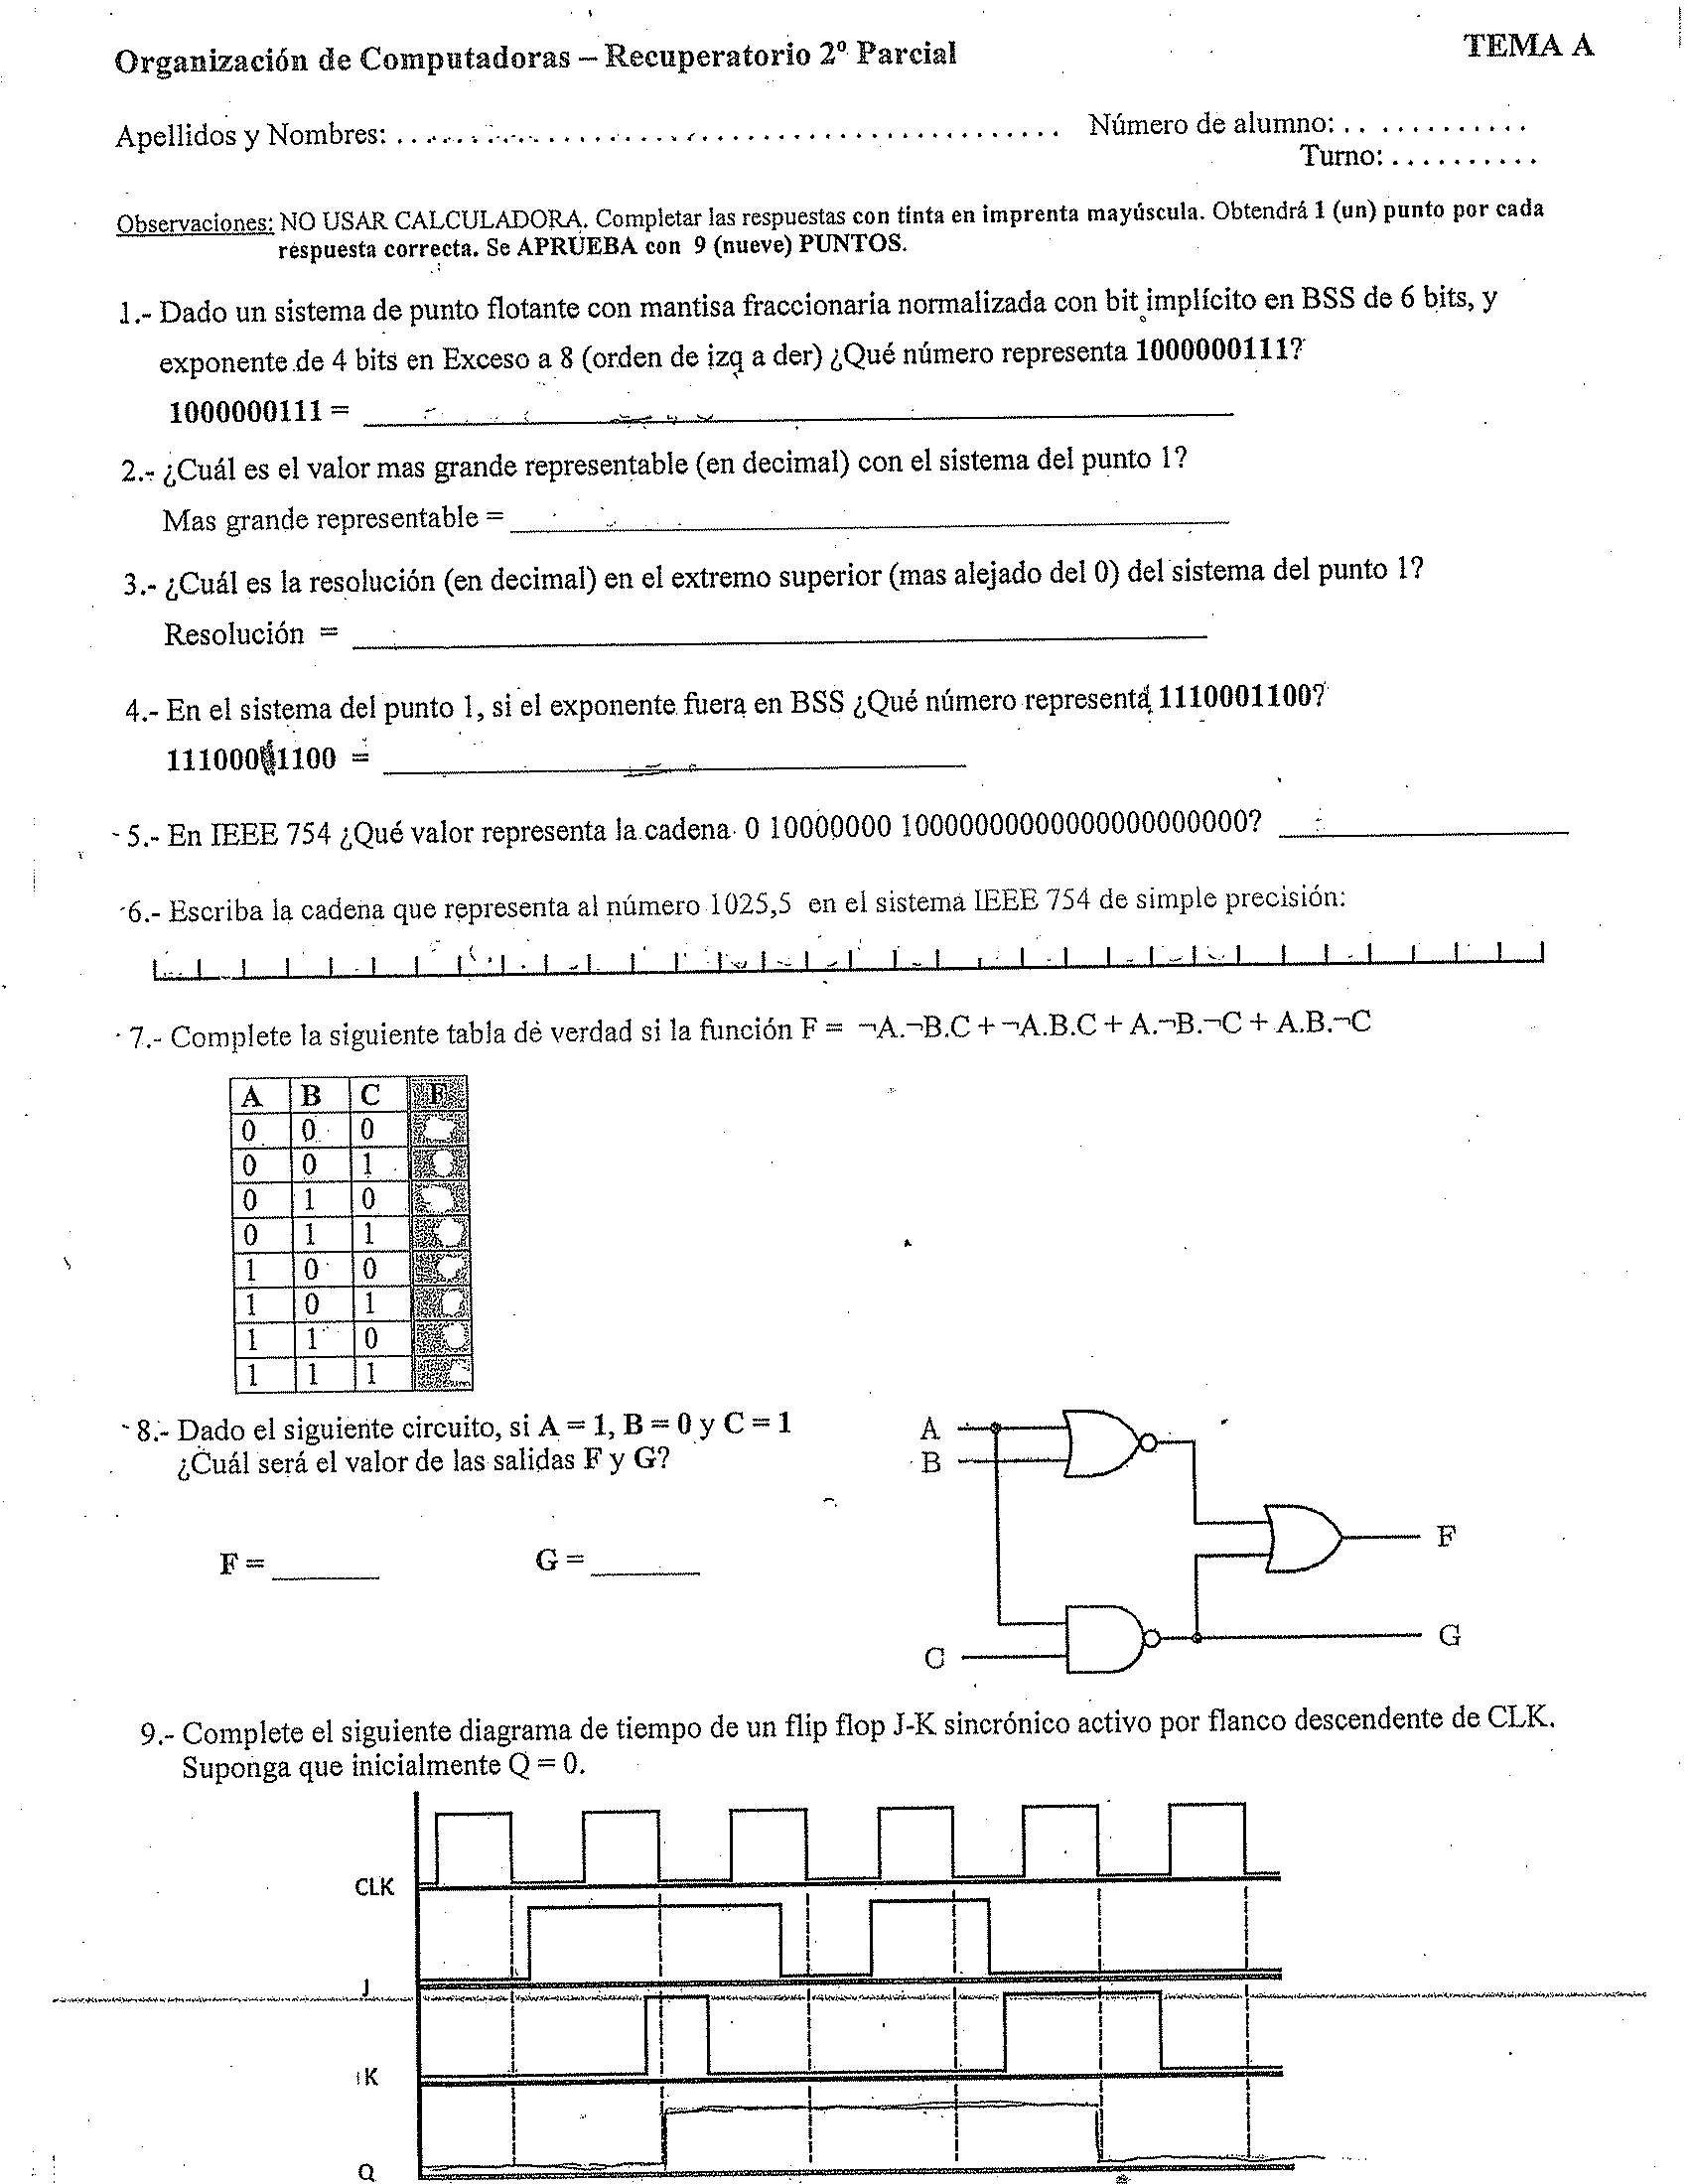 Organización de Computadoras – Recuperatorio 2º Parcial
TEMA A
Apellidos y Nombres: . . . . . . . . . . . . . . . . . . . . . . . . . . . . . . . . . . . . . . . . . . . Número de alumno: . . . . . . . . . . . .
Turno: . . . . . . . . . .
Observaciones: NO USAR CALCULADORA. Completar las respuestas con tinta en imprenta mayúscula. Obtendrá 1 (un) punto por cada
respuesta correcta. Se APRUEBA con 9 (nueve) PUNTOS.
1.- Dado un sistema de punto flotante con mantisa fraccionaria normalizada con bit implícito en BSS de 6 bits, y
exponente de 4 bits en Exceso a 8 (orden de izq a der) ¿Qué número representa 1000000111?
1000000111 =
2.- ¿Cuál es el valor mas grande representable (en decimal) con el sistema del punto 1?
Mas grande representable =
3.- ¿Cuál es la resolución (en decimal) en el extremo superior (mas alejado del 0) del sistema del punto 1?
Resolución =
4.- En el sistema del punto 1, si el exponente fuera en BSS ¿Qué número representa 1110001100?
111000 1100 =
5.- En IEEE 754 ¿Qué valor representa la cadena 0 10000000 10000000000000000000000?
6.- Escriba la cadena que representa al número 1025,5 en el sistema IEEE 754 de simple precisión:
7.- Complete la siguiente tabla de verdad si la función F = ¬A.¬B.C + ¬A.B.C + A.¬B.¬C + A.B.¬C
A B C F
0 0 0
0 0 1
0 1 0
0 1 1
1 0 0
1 0 1
1 1 0
1 1 1
8.- Dado el siguiente circuito, si A = 1, B = 0 y C = 1
¿Cuál será el valor de las salidas F y G?
F =
G =
A
B
F
G
C
9.- Complete el siguiente diagrama de tiempo de un flip flop J-K sincrónico activo por flanco descendente de CLK.
Suponga que inicialmente Q = 0.
CLK
J
K
Q